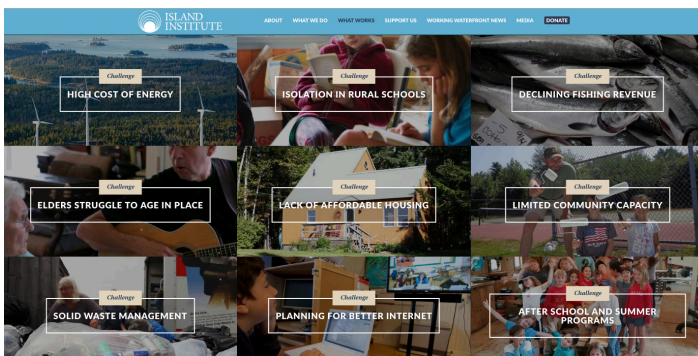 ISLAND
INSTITUTE
ABOUT WHAT WE DO WHAT WORKS SUPPORT US WORKING WATERFRONT NEWS MEDIA DONATE
Challenge
HIGH COST OF ENERGY
Challenge
ISOLATION IN RURAL SCHOOLS
Challenge
DECLINING FISHING REVENUE
Challenge
ELDERS STRUGGLE TO AGE IN PLACE
Challenge
LACK OF AFFORDABLE HOUSING
Challenge
LIMITED COMMUNITY CAPACITY
Challenge
SOLID WASTE MANAGEMENT
Challenge
PLANNING FOR BETTER INTERNET
Challenge
AFTER SCHOOL AND SUMMER
PROGRAMS